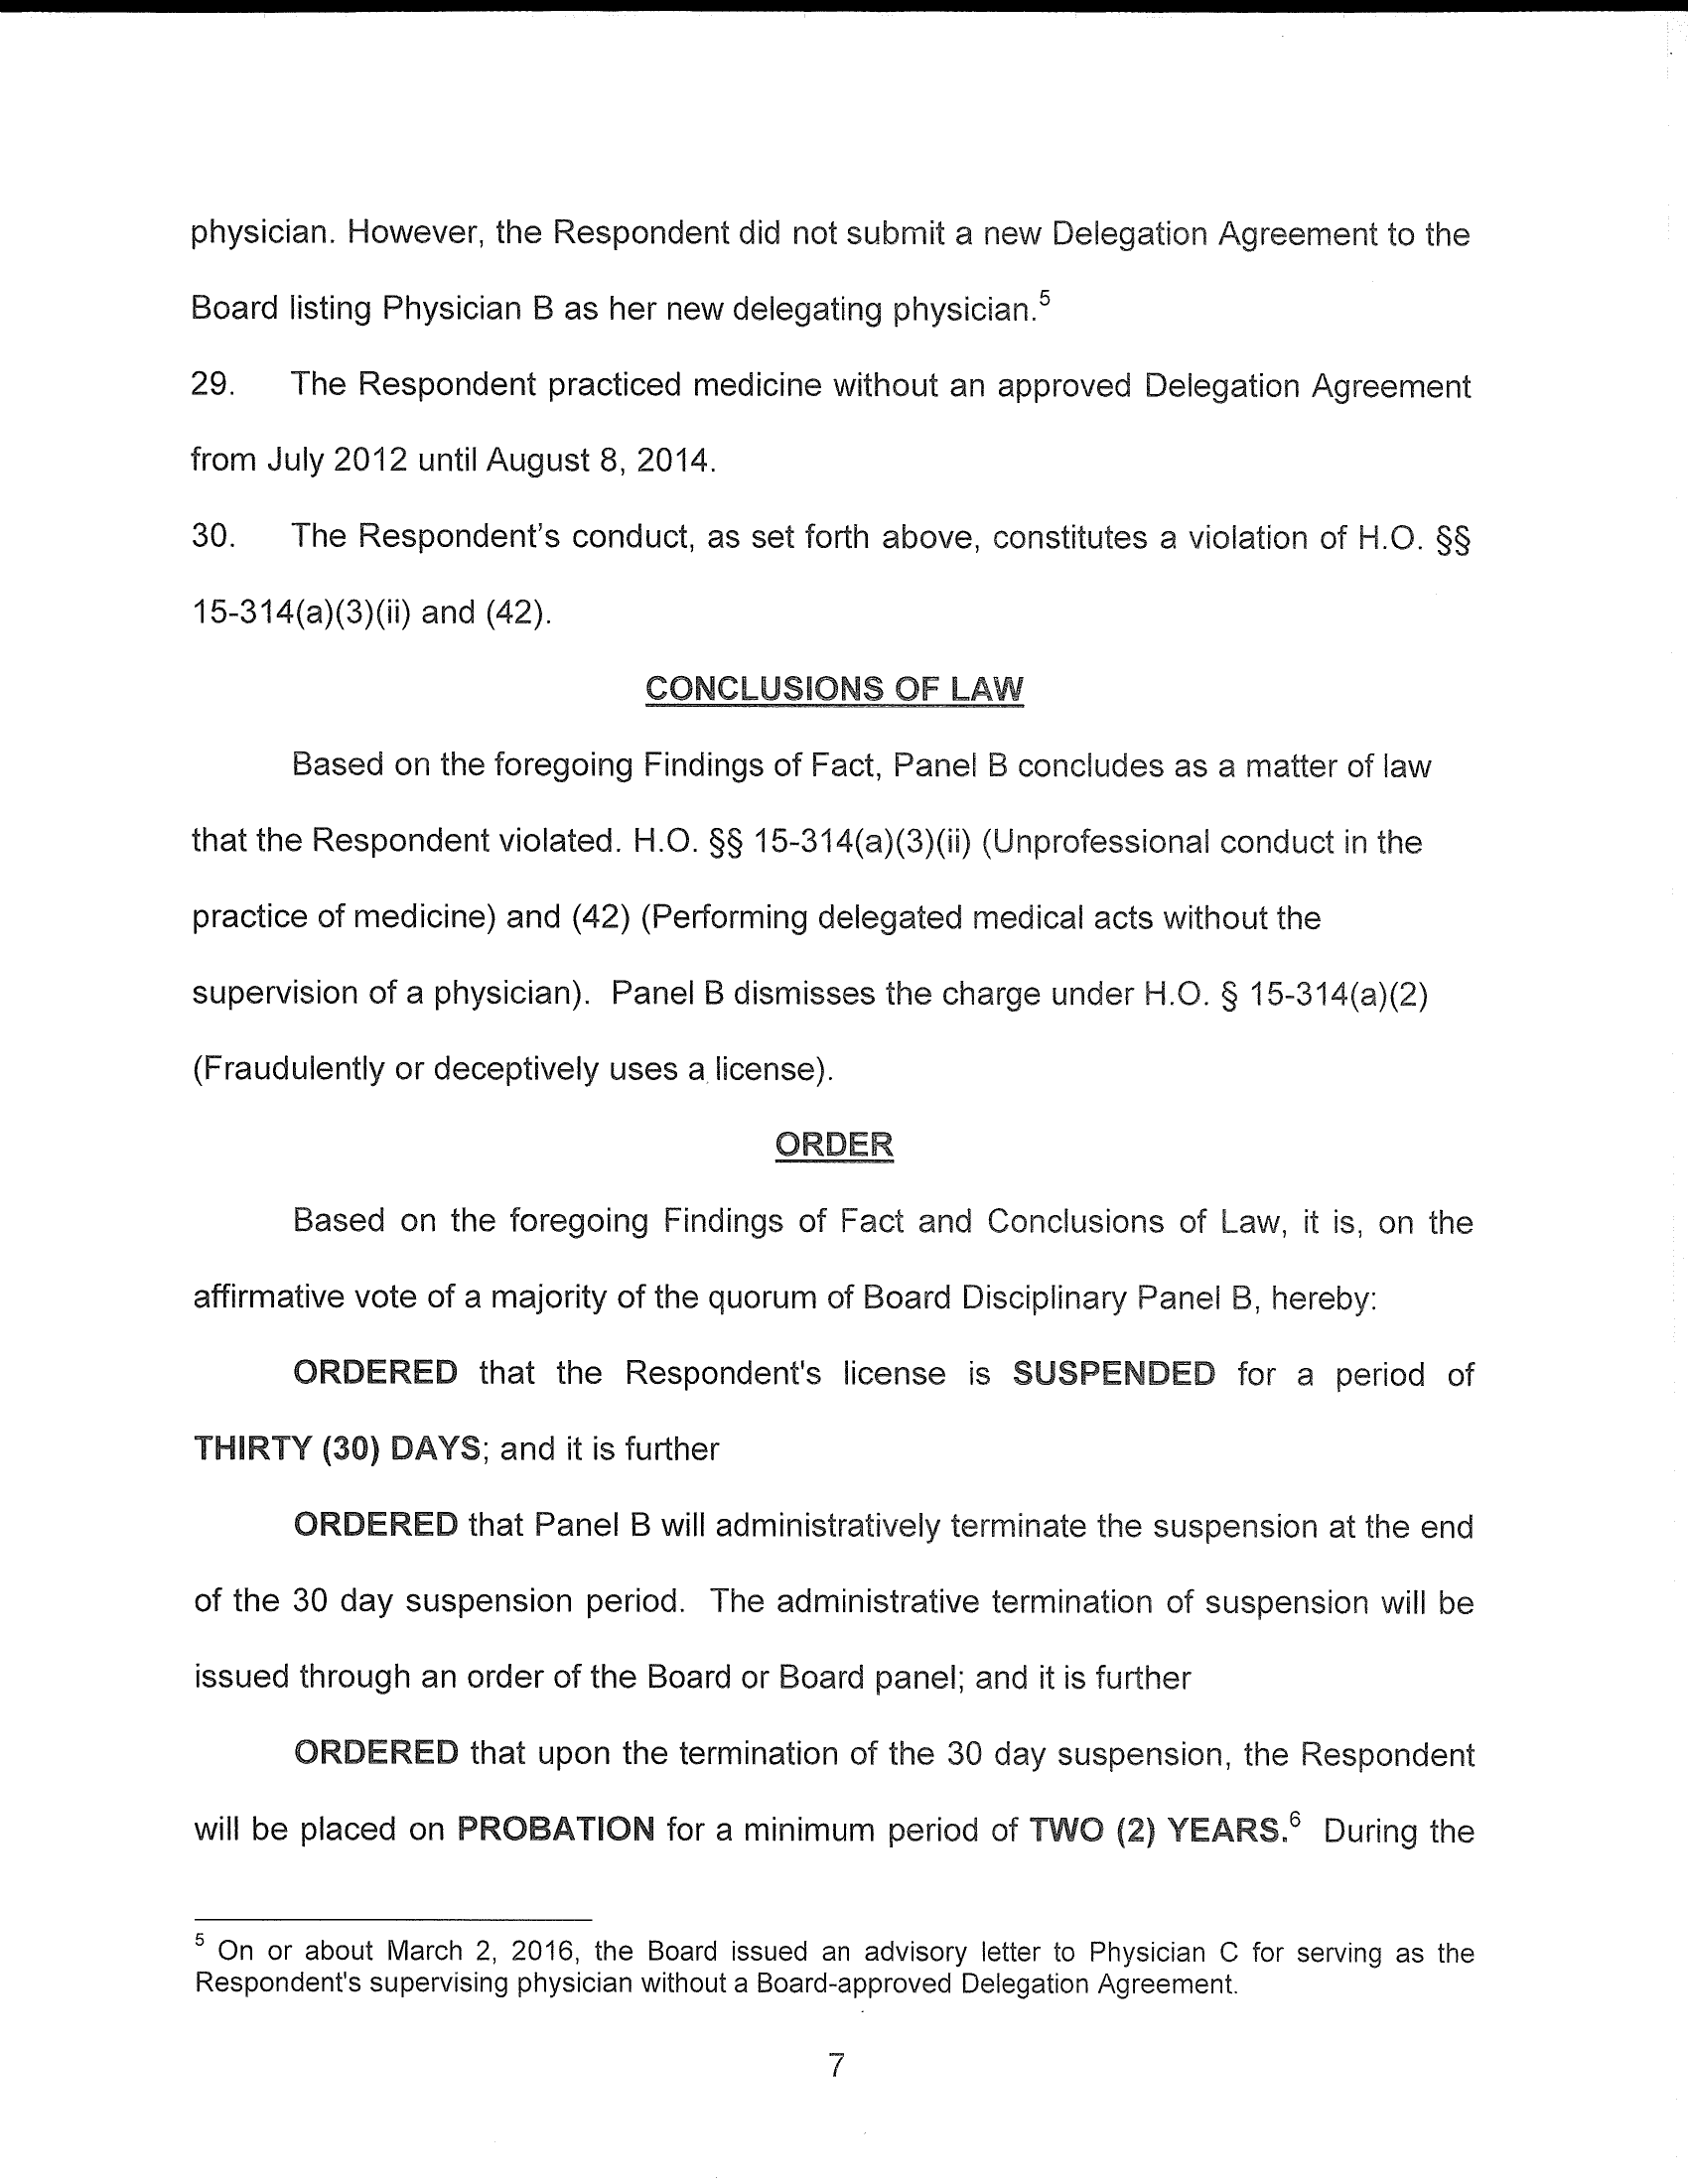 physician. However, the Respondent did not submit a new Delegation Agreement to the
Board listing Physician B as her new delegating physician.5
29. The Respondent practiced medicine without an approved Delegation Agreement
from July 2012 until August 8, 2014.
30. The Respondent's conduct, as set forth above, constitutes a violation of H.O. §§
15-314(a)(3)(ii) and (42).
CONCLUSIONS OF LAW
Based on the foregoing Findings of Fact, Panel B concludes as a matter of law
that the Respondent violated. H.O. §§ 15-314(a)(3)(ii) (Unprofessional conduct in the
practice of medicine) and (42) (Performing delegated medical acts without the
supervision of a physician). Panel B dismisses the charge under H.O. § 15-314(a)(2)
(Fraudulently or deceptively uses a license).
ORDER
Based on the foregoing Findings of Fact and Conclusions of Law, it is, on the
affirmative vote of a majority of the quorum of Board Disciplinary Panel B, hereby:
ORDERED that the Respondent's license is SUSPENDED for a period of
THIRTY (30) DAYS; and it is further
ORDERED that Panel B will administratively terminate the suspension at the end
of the 30 day suspension period. The administrative termination of suspension will be
issued through an order of the Board or Board panel; and it is further
ORDERED that upon the termination of the 30 day suspension, the Respondent
will be placed on PROBATION for a minimum period of TWO (2) YEARS.6 During the
5 On or about March 2, 2016, the Board issued an advisory letter to Physician C for serving as the
Respondent's supervising physician without a Board-approved Delegation Agreement.
7